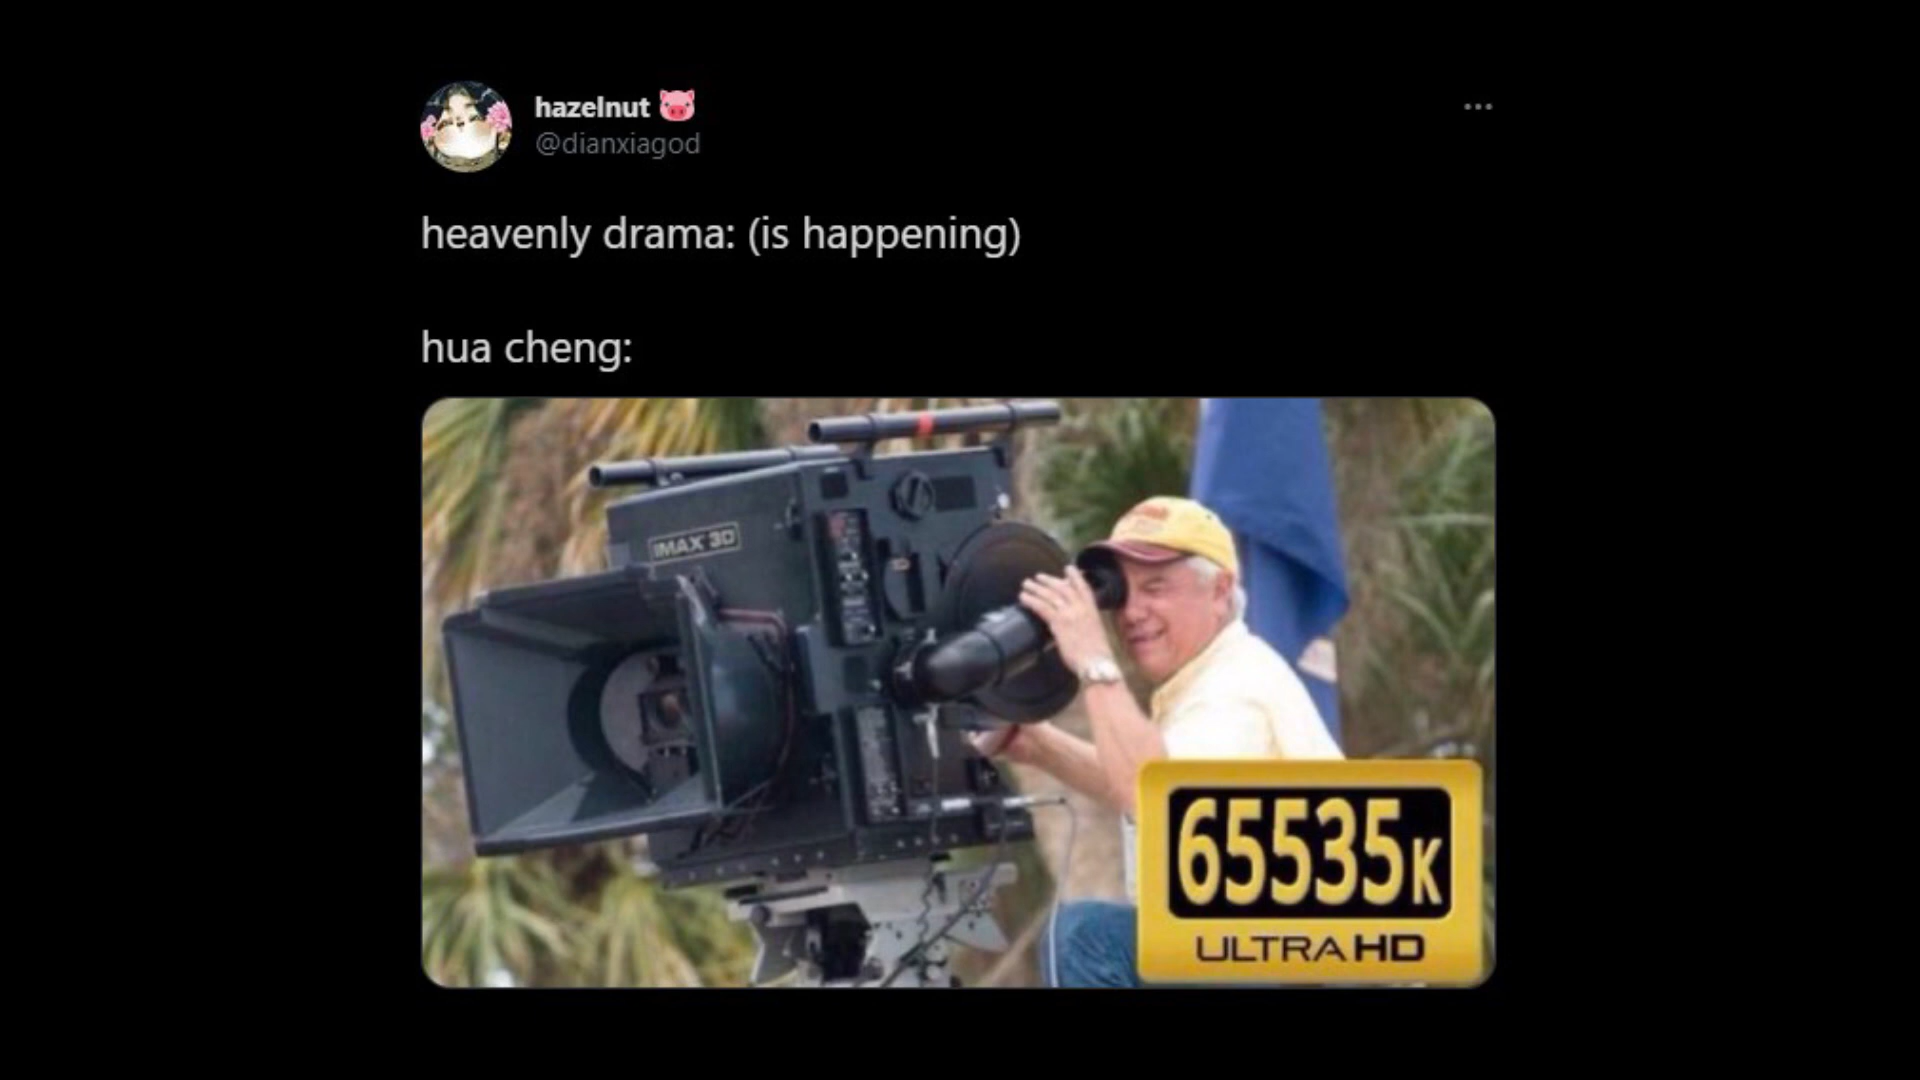 hazelnut 🐷
@dianxiagod
heavenly drama: (is happening)
hua cheng:
IMAX 3D
65535K
ULTRA HD